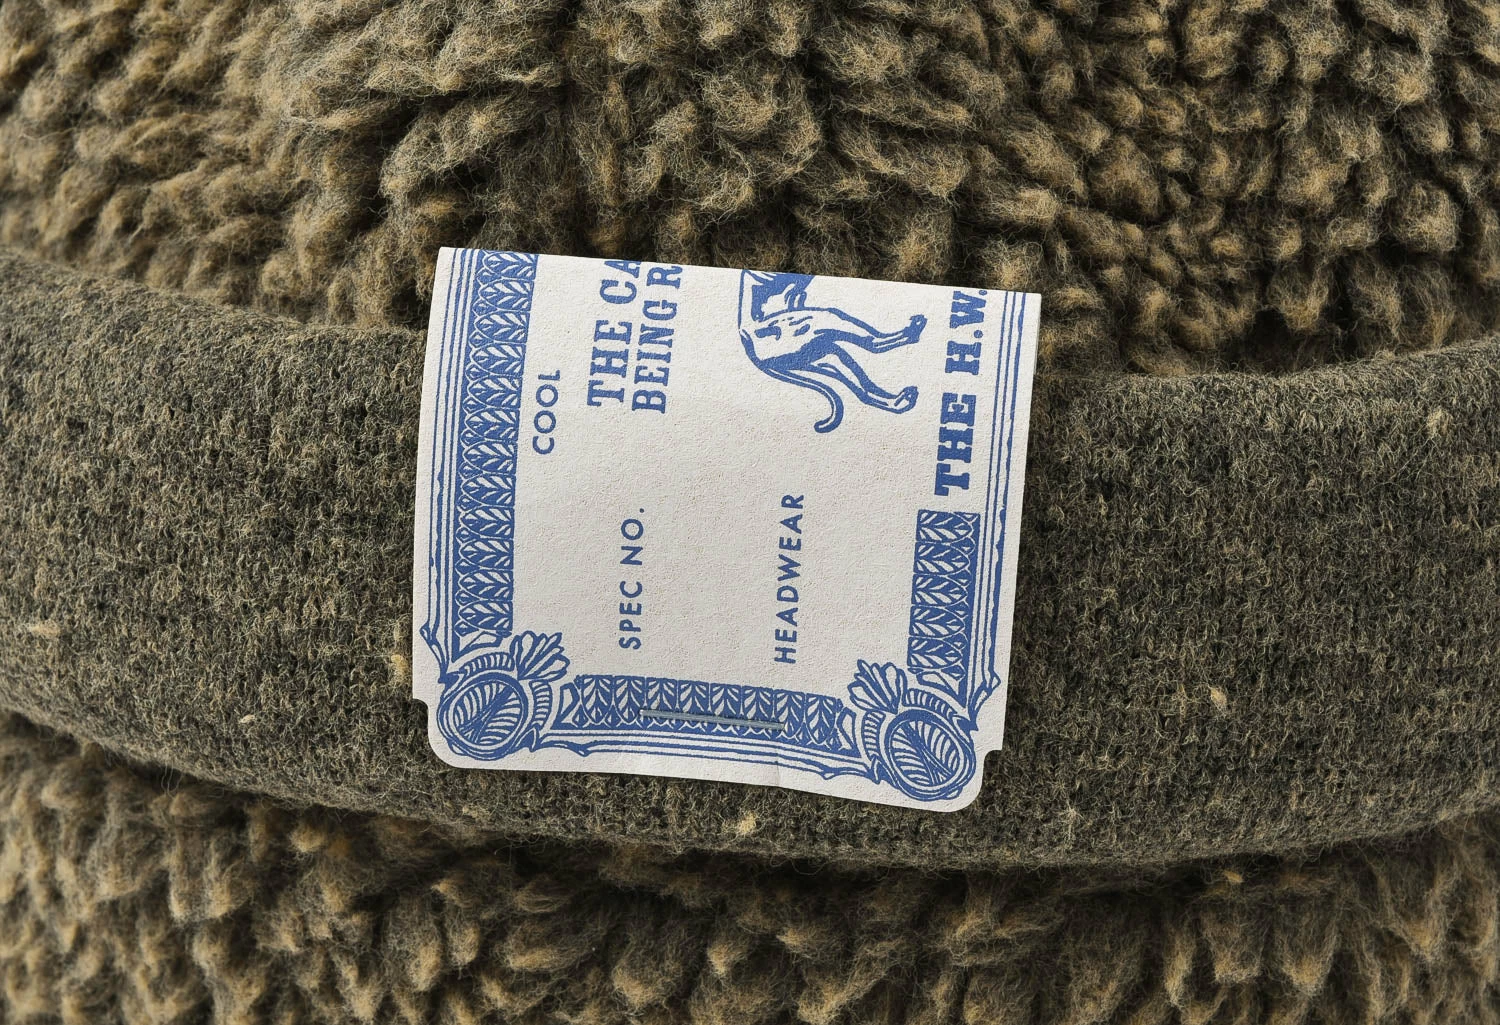 COOL
THE CA
BEING R
SPEC NO.
HEADWEAR
THE H.W.